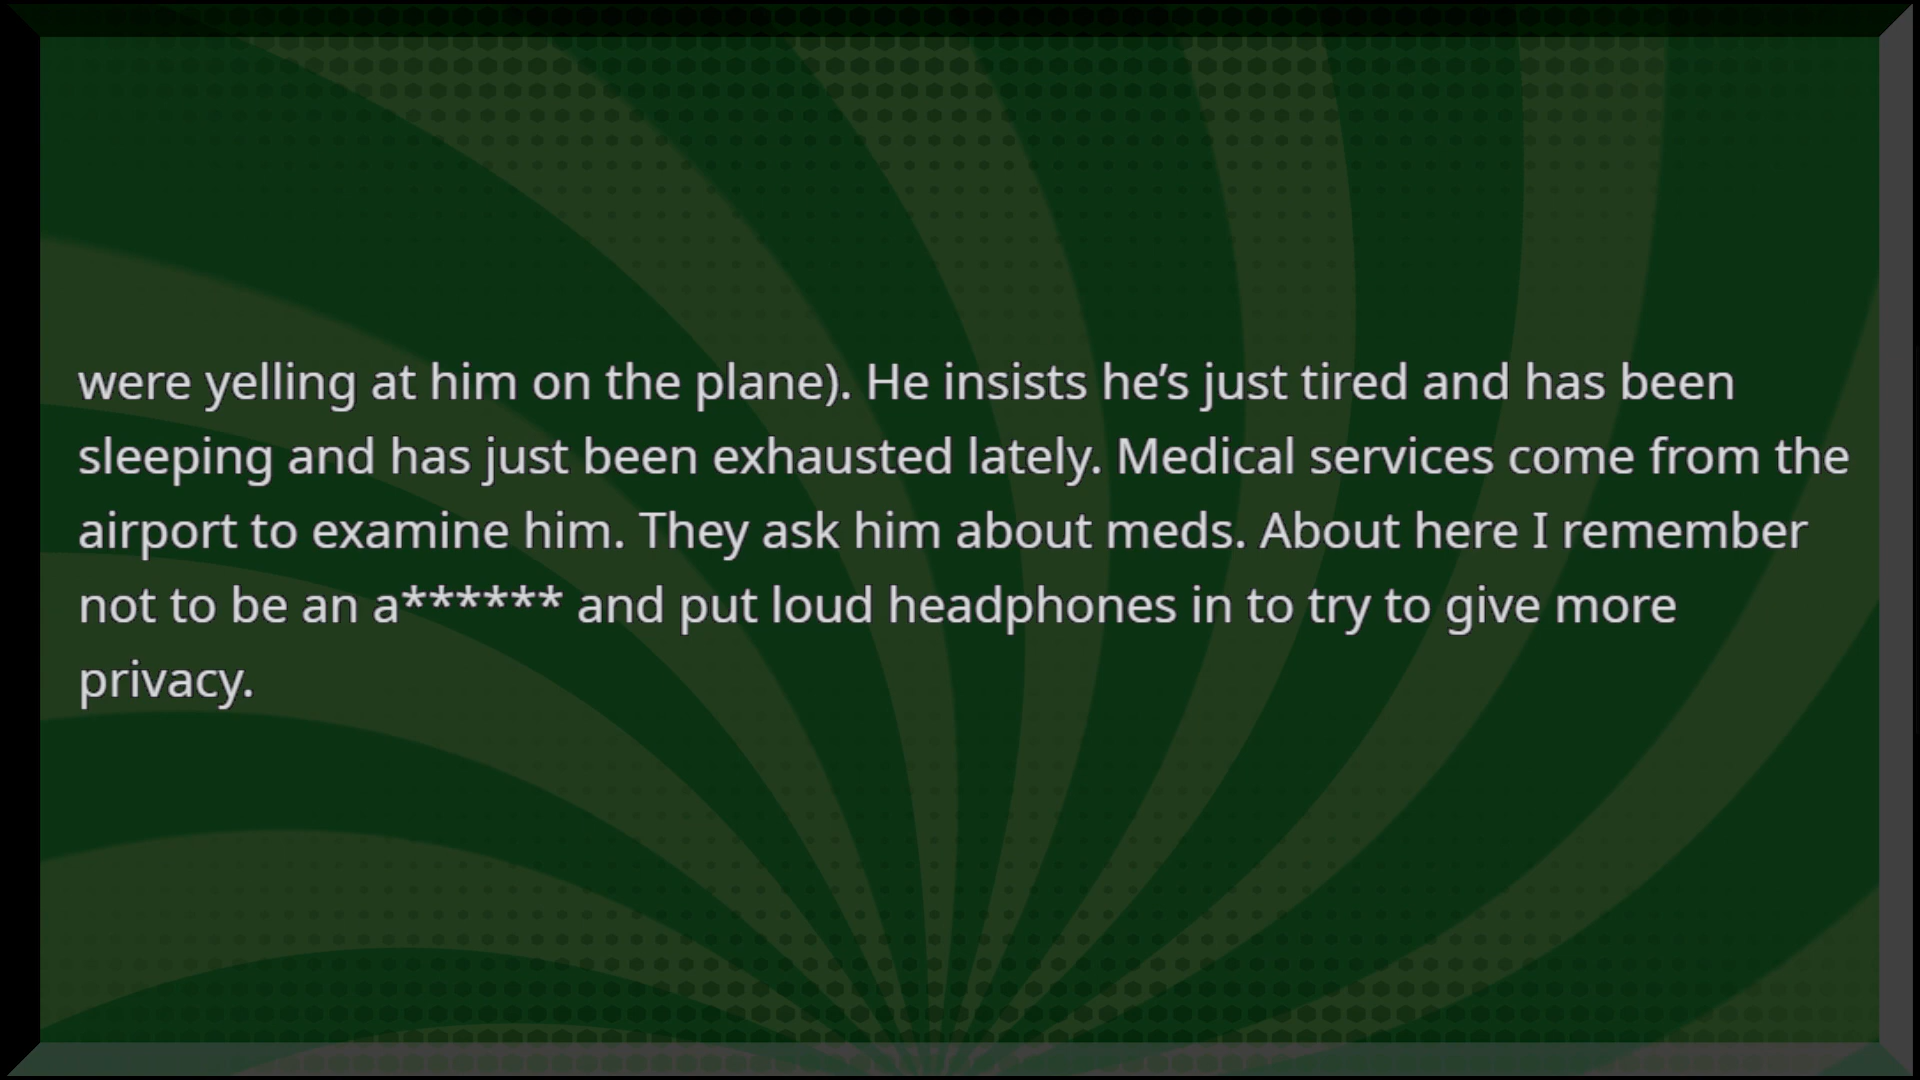 were yelling at him on the plane). He insists he’s just tired and has been
sleeping and has just been exhausted lately. Medical services come from the
airport to examine him. They ask him about meds. About here I remember
not to be an a****** and put loud headphones in to try to give more
privacy.